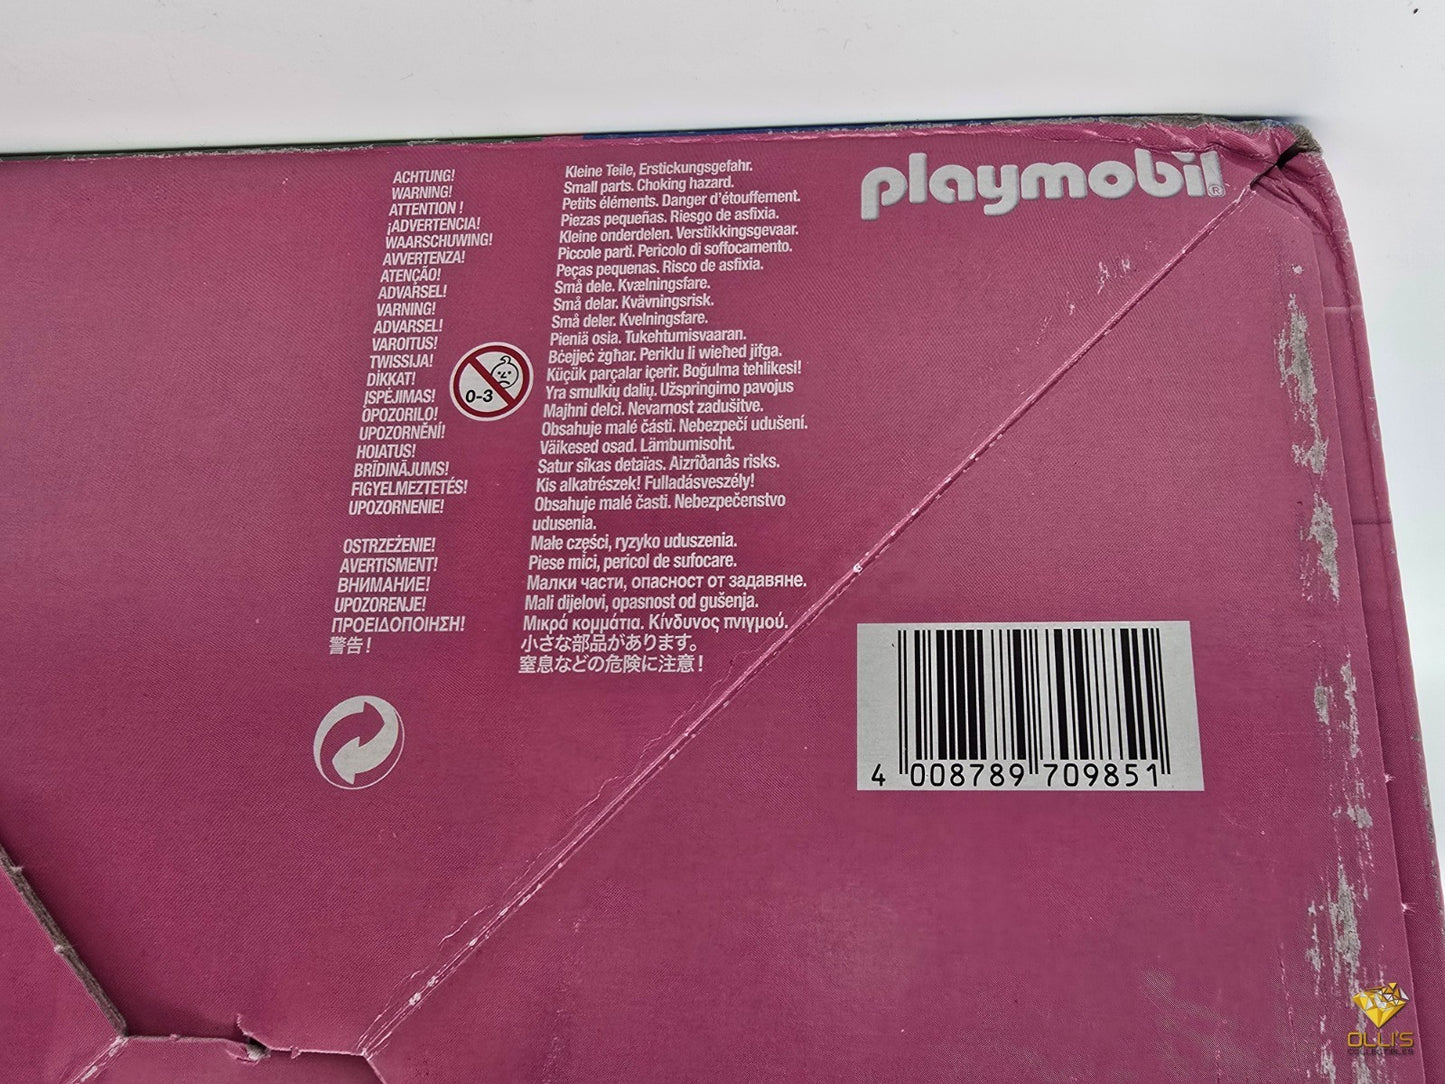 ACHTUNG! Kleine Teile, Erstickungsgefahr.
WARNING! Small parts. Choking hazard.
ATTENTION ! Petits éléments. Danger d'étouffement.
¡ADVERTENCIA! Piezas pequeñas. Riesgo de asfixia.
WAARSCHUWING! Kleine onderdelen. Verstikkingsgevaar.
AVVERTENZA! Piccole parti. Pericolo di soffocamento.
ATENÇÃO! Peças pequenas. Risco de asfixia.
ADVARSEL! Små dele. Kvælningsfare.
VARNING! Små delar. Kvävningsrisk.
ADVARSEL! Små deler. Kvelningsfare.
VAROITUS! Pieniä osia. Tukehtumisvaaran.
TWISSIJA! Bċejjeċ żgħar. Periklu li wieħed jifga.
DİKKAT! Küçük parçalar içerir. Boğulma tehlikesi!
ĮSPĖJIMAS! Yra smulkių dalių. Užspringimo pavojus
OPOZORILO! Majhni delci. Nevarnost zadušitve.
UPOZORNĚNÍ! Obsahuje malé části. Nebezpečí udušení.
HOIATUS! Väikesed osad. Lämbumisoht.
BRĪDINĀJUMS! Satur sīkas detaïas. Aizrîðanâs risks.
FIGYELMEZTETÉS! Kis alkatrészek! Fulladásveszély!
UPOZORNENIE! Obsahuje malé časti. Nebezpečenstvo
udusenia.
OSTRZEŻENIE! Małe części, ryzyko uduszenia.
AVERTISMENT! Piese mici, pericol de sufocare.
ВНИМАНИЕ! Малки части, опасност от задавяне.
UPOZORENJE! Mali dijelovi, opasnost od gušenja.
ΠΡΟΕΙΔΟΠΟΙΗΣΗ! Μικρά κομμάτια. Κίνδυνος πνιγμού.
警告! 小さな部品があります。
窒息などの危険に注意!
0-3
playmobil®
4 008789 709851
OLLI'S
COLLECTIBLES